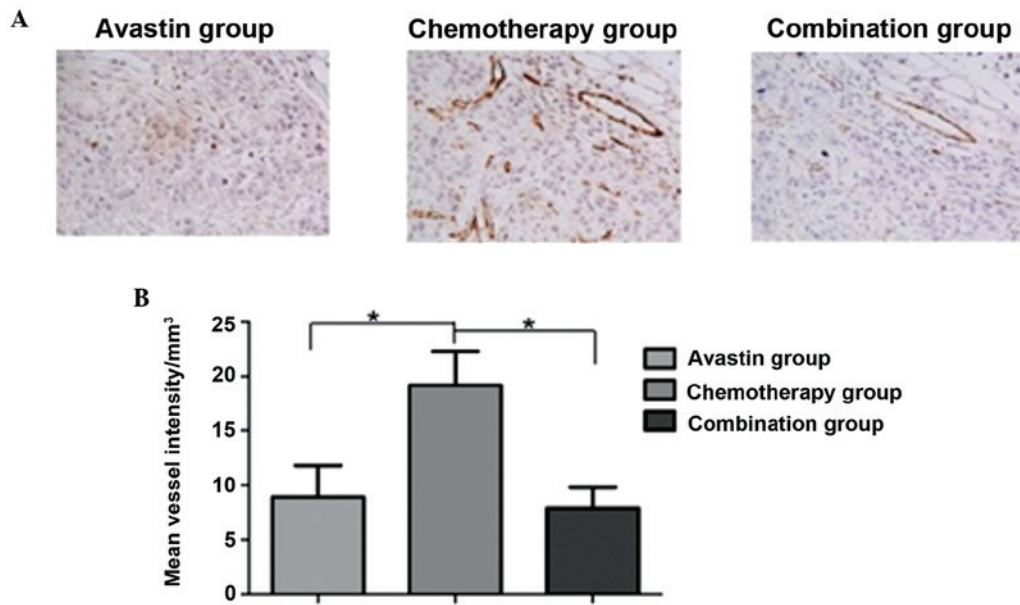 A
Avastin group
Chemotherapy group
Combination group
B
Mean vessel intensity/mm³
25
20
15
10
5
0
*
*
Avastin group
Chemotherapy group
Combination group